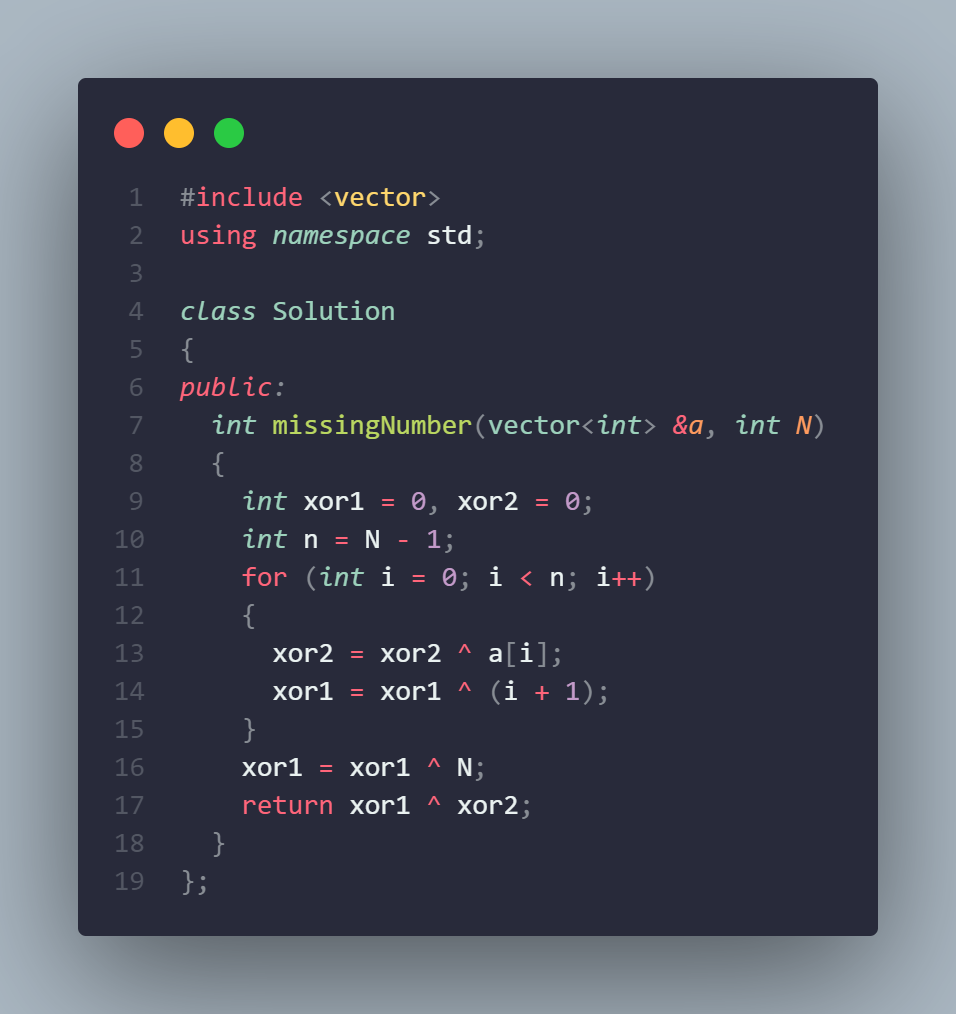 1 #include <vector>
2 using namespace std;
3
4 class Solution
5 {
6 public:
7   int missingNumber(vector<int> &a, int N)
8   {
9     int xor1 = 0, xor2 = 0;
10     int n = N - 1;
11     for (int i = 0; i < n; i++)
12     {
13       xor2 = xor2 ^ a[i];
14       xor1 = xor1 ^ (i + 1);
15     }
16     xor1 = xor1 ^ N;
17     return xor1 ^ xor2;
18   }
19 };